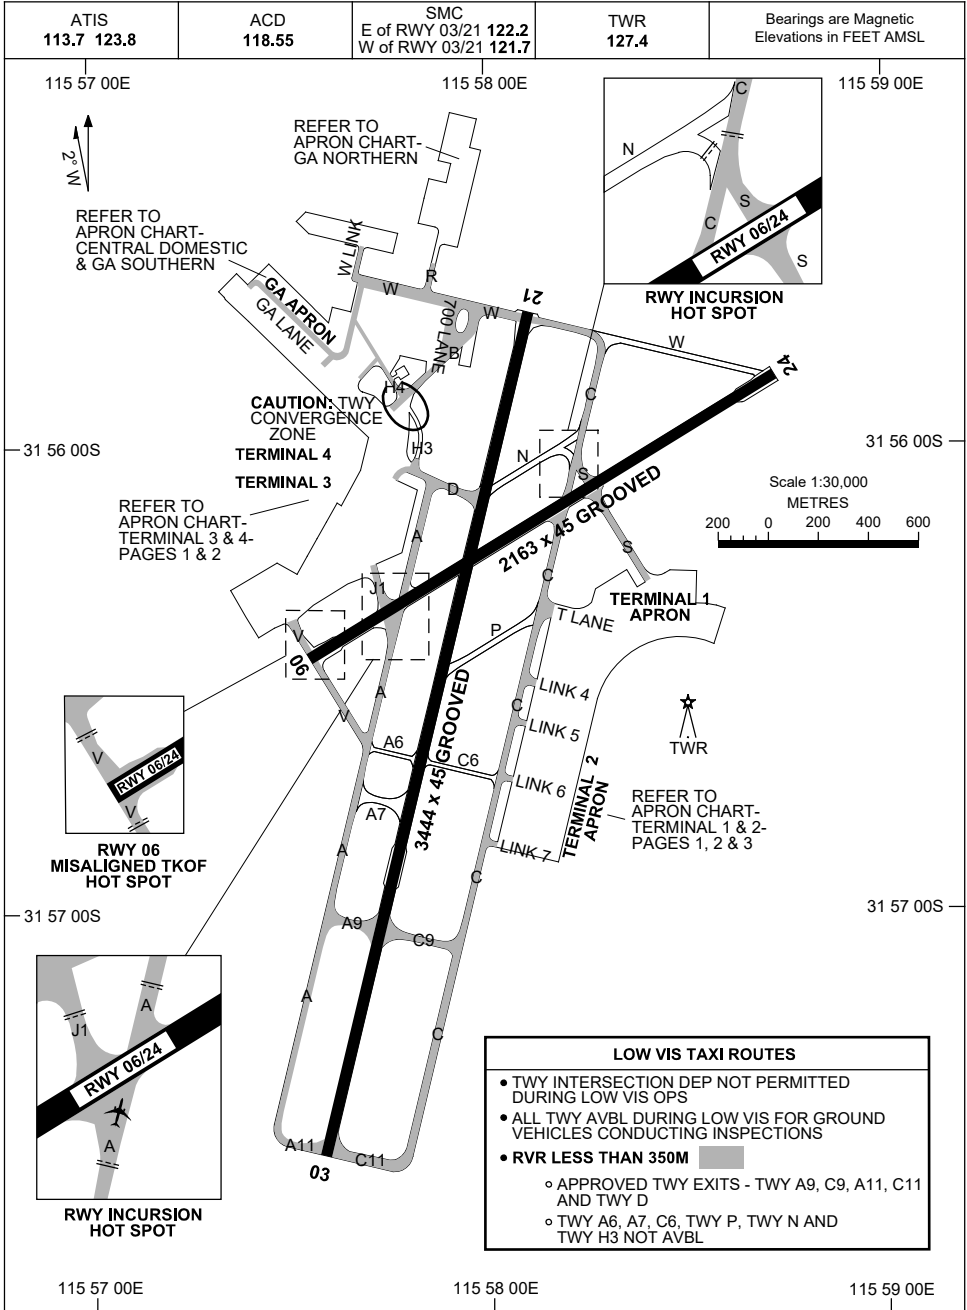 ATIS
113.7 123.8
ACD
118.55
SMC
E of RWY 03/21 122.2
W of RWY 03/21 121.7
TWR
127.4
Bearings are Magnetic
Elevations in FEET AMSL
115 57 00E
115 58 00E
115 59 00E
2° W
REFER TO
APRON CHART-
GA NORTHERN
N
C
S
C
RWY 06/24
S
RWY INCURSION
HOT SPOT
REFER TO
APRON CHART-
CENTRAL DOMESTIC
& GA SOUTHERN
W LINK
R
W
GA APRON
GA LANE
700 LANE
W
21
B
W
24
H4
C
CAUTION: TWY
CONVERGENCE
ZONE
H3
TERMINAL 4
TERMINAL 3
31 56 00S
31 56 00S
N
S
D
Scale 1:30,000
METRES
200 0 200 400 600
REFER TO
APRON CHART-
TERMINAL 3 & 4-
PAGES 1 & 2
A
2163 x 45 GROOVED
S
C
J1
TERMINAL 1
APRON
T LANE
V
06
P
A
LINK 4
C
V
LINK 5
TWR
A6
C6
3444 x 45 GROOVED
LINK 6
TERMINAL 2
APRON
REFER TO
APRON CHART-
TERMINAL 1 & 2-
PAGES 1, 2 & 3
A7
LINK 7
A
C
V
RWY 06/24
V
RWY 06
MISALIGNED TKOF
HOT SPOT
31 57 00S
31 57 00S
A9
C9
A
C
A
J1
RWY 06/24
A
RWY INCURSION
HOT SPOT
A11
03
C11
LOW VIS TAXI ROUTES
• TWY INTERSECTION DEP NOT PERMITTED
DURING LOW VIS OPS
• ALL TWY AVBL DURING LOW VIS FOR GROUND
VEHICLES CONDUCTING INSPECTIONS
• RVR LESS THAN 350M
∘ APPROVED TWY EXITS - TWY A9, C9, A11, C11
AND TWY D
∘ TWY A6, A7, C6, TWY P, TWY N AND
TWY H3 NOT AVBL
115 57 00E
115 58 00E
115 59 00E